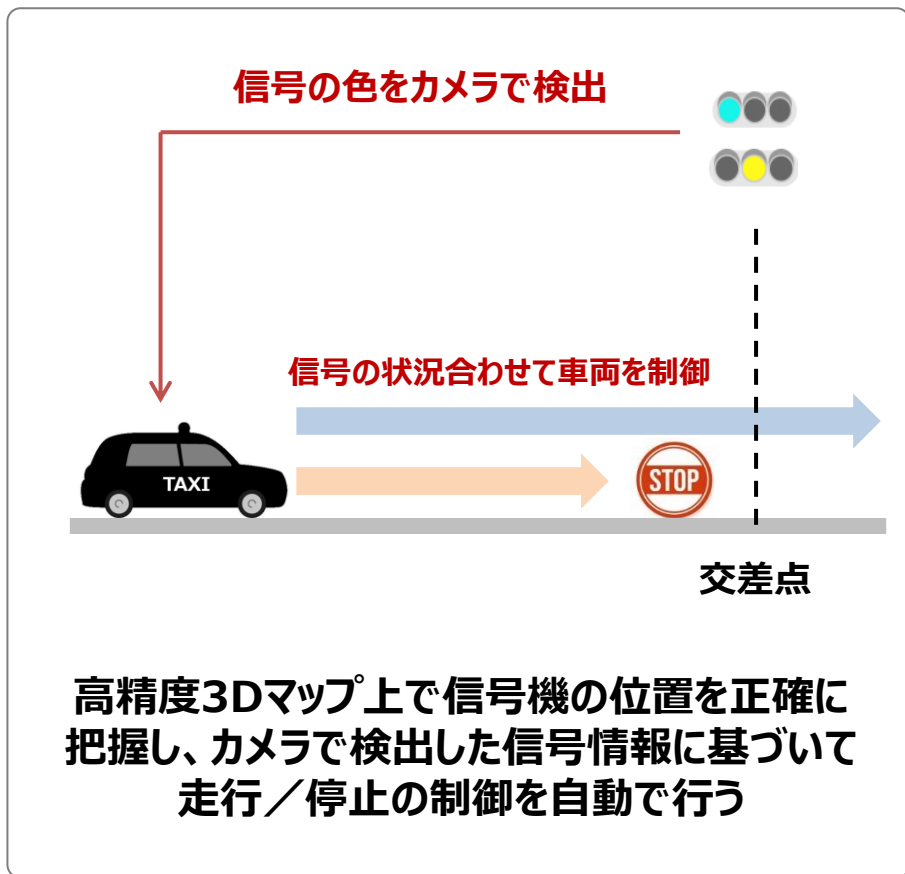 信号の色をカメラで検出
信号の状況合わせて車両を制御
TAXI
STOP
交差点
高精度3Dマップ上で信号機の位置を正確に
把握し、カメラで検出した信号情報に基づいて
走行／停止の制御を自動で行う